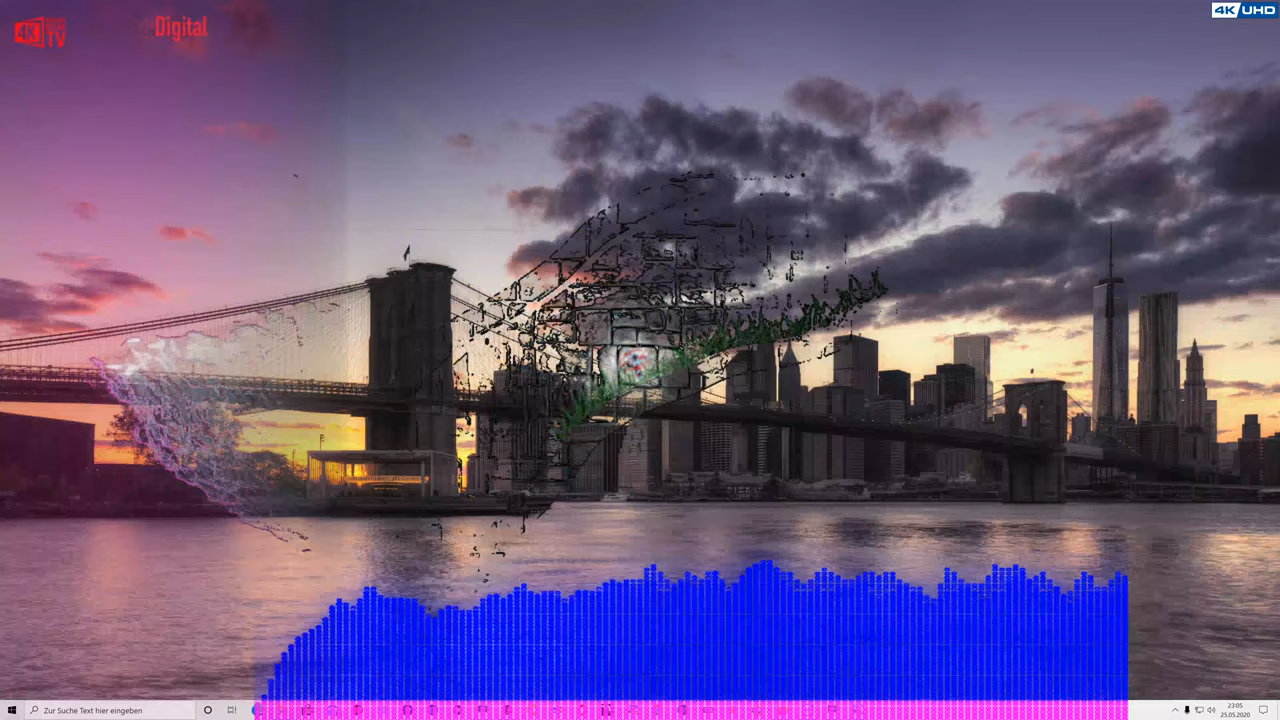 4K
TV
Digital
4K UHD
Zur Suche Text hier eingeben
23:05
25.05.2020